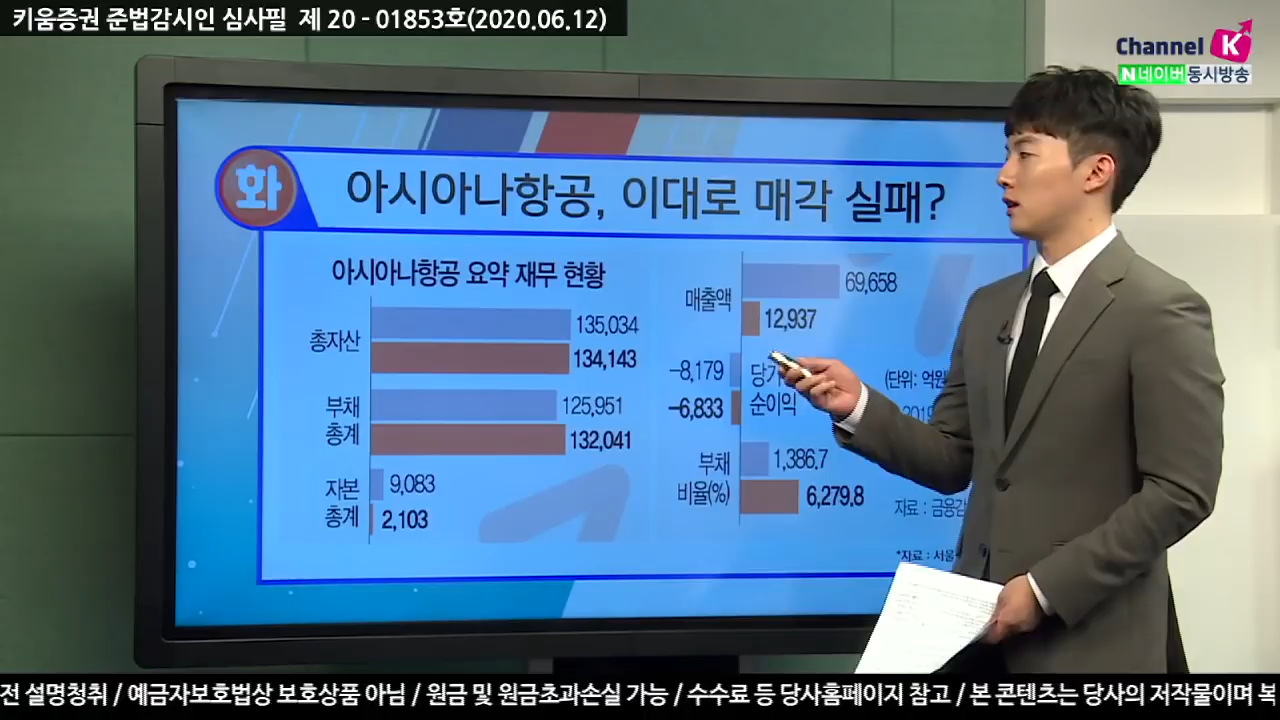 키움증권 준법감시인 심사필 제 20 - 01853호(2020.06.12)
Channel K
N 네이버 동시방송
화
아시아나항공, 이대로 매각 실패?
아시아나항공 요약 재무 현황
총자산
135,034
134,143
부채
총계
125,951
132,041
자본
총계
9,083
2,103
매출액
69,658
12,937
-8,179
-6,833
순이익
(단위: 억원
2019
부채
비율(%)
1,386.7
6,279.8
자료 : 금융감
*자료 : 서울
전 설명청취 / 예금자보호법상 보호상품 아님 / 원금 및 원금초과손실 가능 / 수수료 등 당사홈페이지 참고 / 본 콘텐츠는 당사의 저작물이며 복